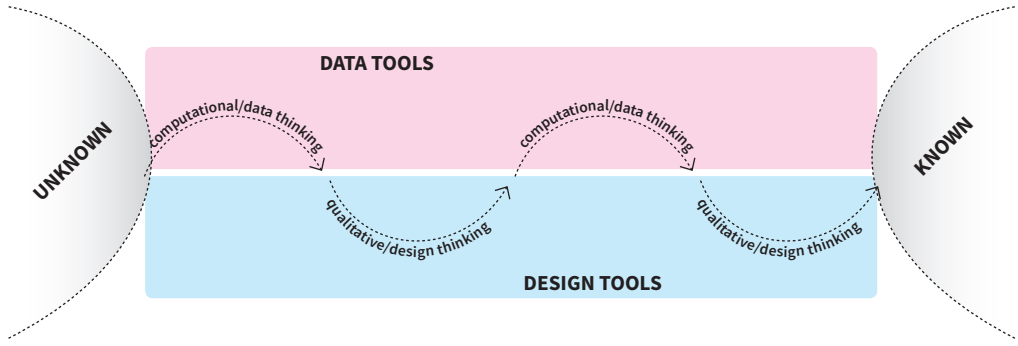 DATA TOOLS
computational/data thinking
computational/data thinking
UNKNOWN
KNOWN
qualitative/design thinking
qualitative/design thinking
DESIGN TOOLS